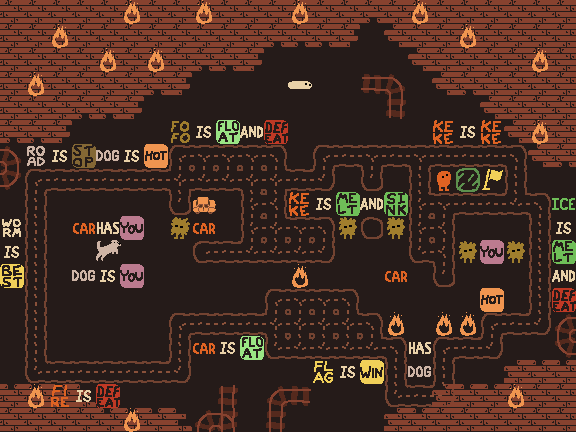 FOFO IS FLOAT AND DEFEAT
KEKE IS KEKE
ROAD IS STOP DOG IS HOT
KEKE IS MELT AND SINK
ICE IS MELT AND DEFEAT
WORM IS BEST
CAR HAS YOU
CAR
YOU
DOG IS YOU
CAR
HOT
CAR IS FLOAT
HAS
DOG
FLAG IS WIN
FIRE IS DEFEAT